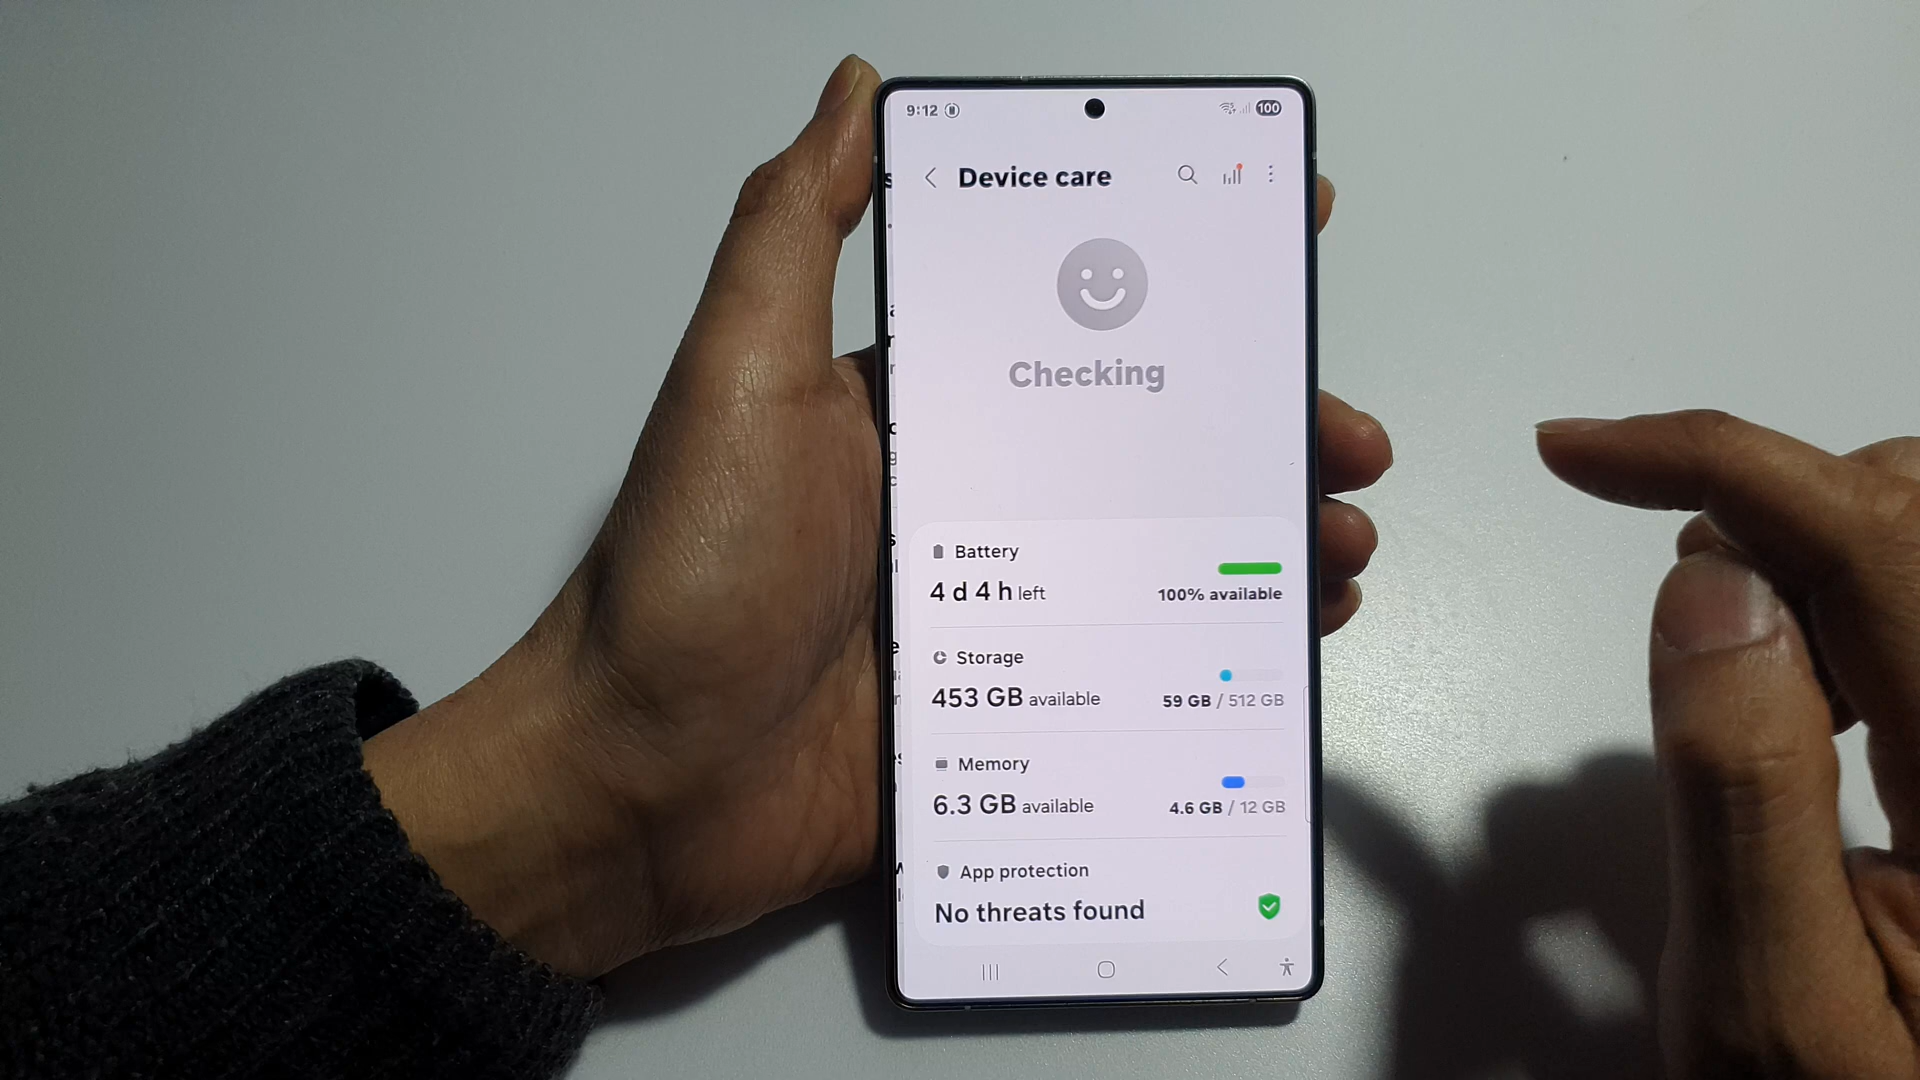 9:12
100
Device care
Checking
Battery
4 d 4 h left
100% available
Storage
453 GB available
59 GB / 512 GB
Memory
6.3 GB available
4.6 GB / 12 GB
App protection
No threats found